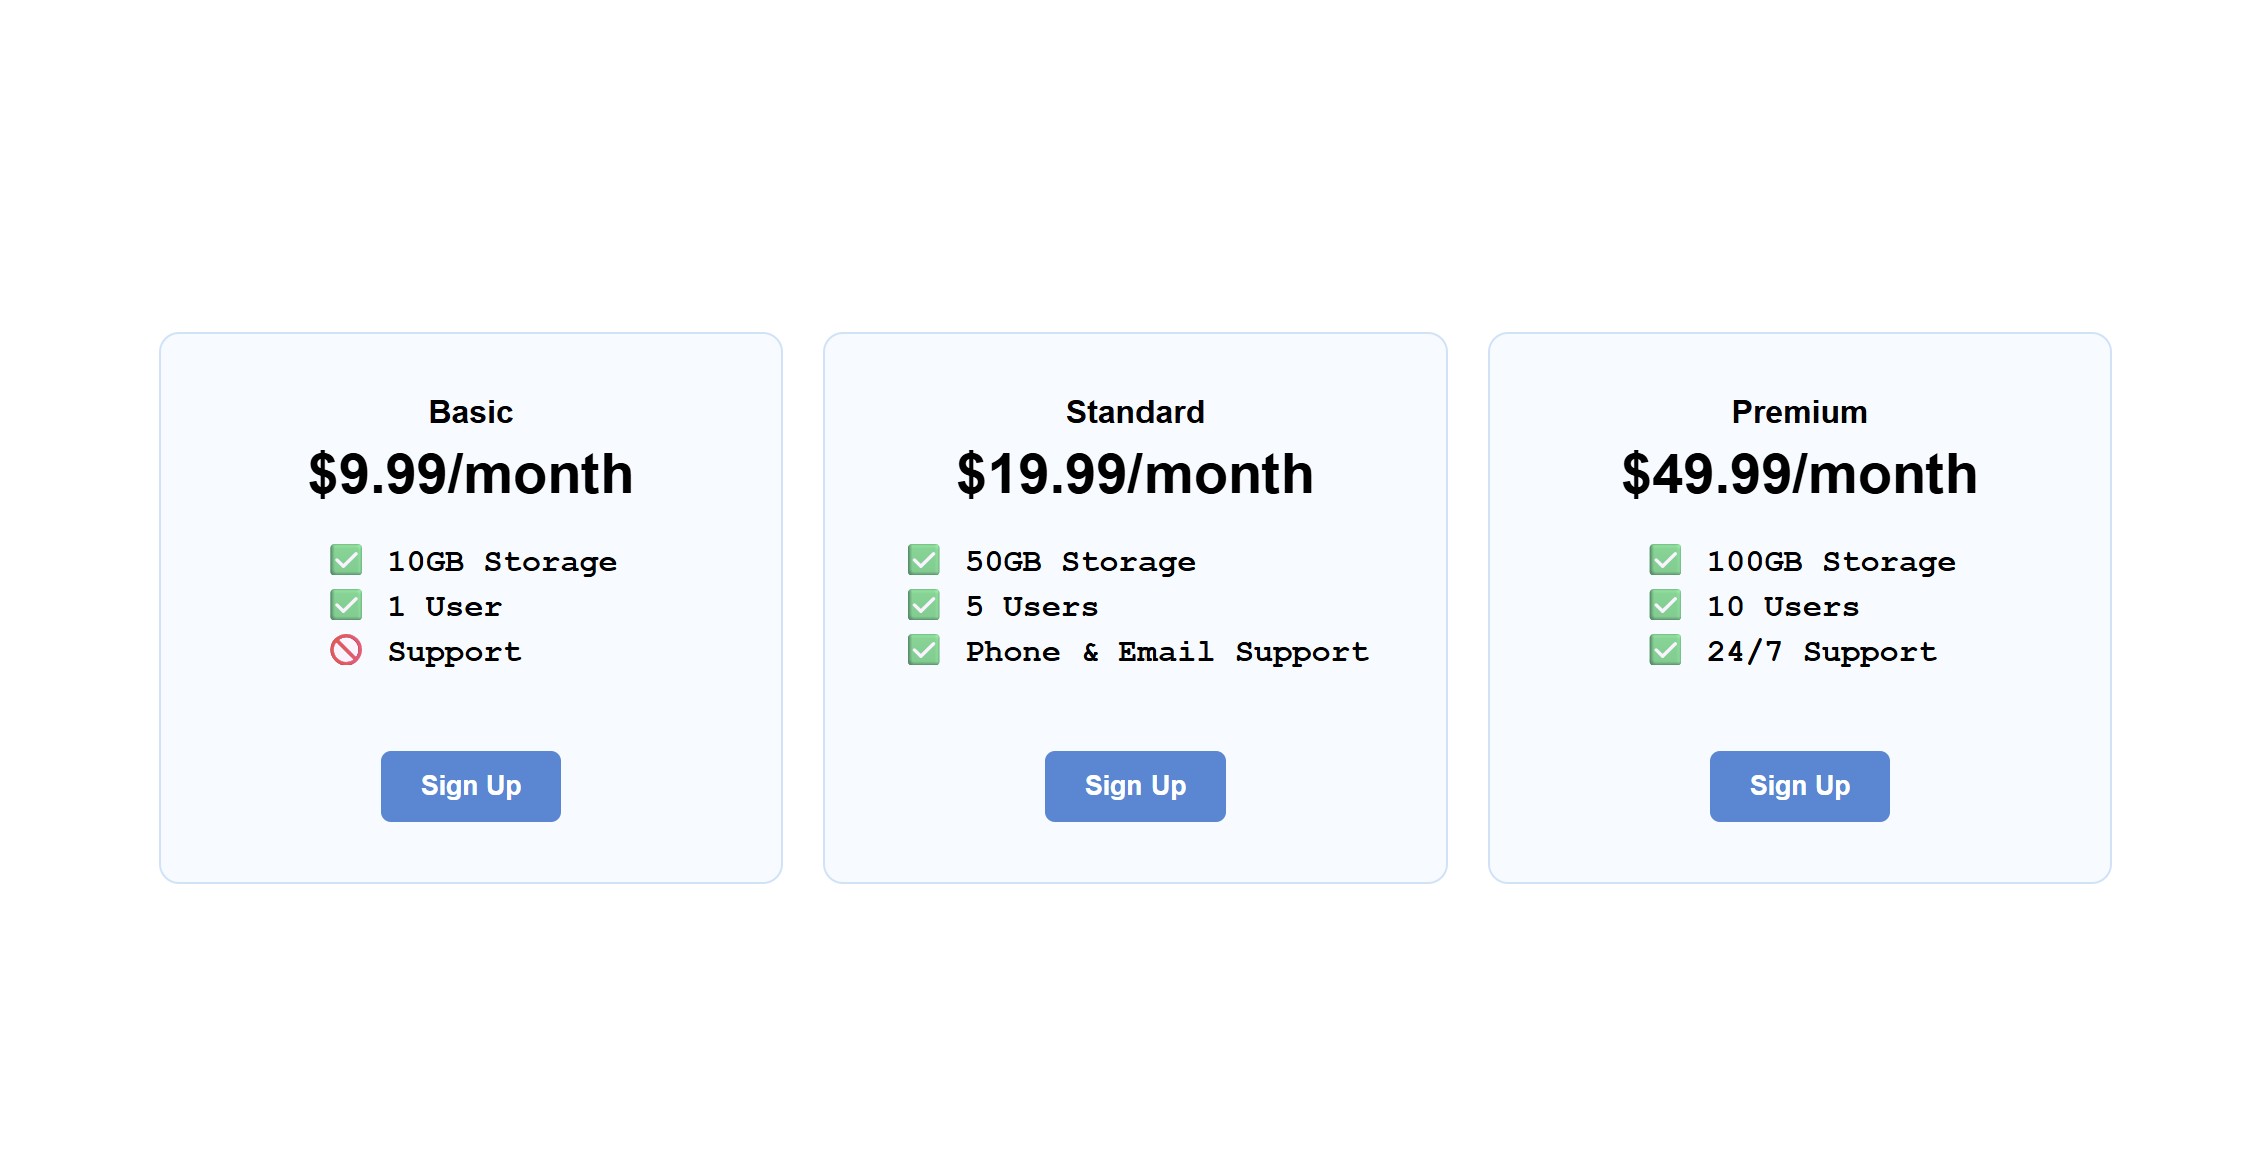 Basic
$9.99/month
✅ 10GB Storage
✅ 1 User
🚫 Support
Sign Up
Standard
$19.99/month
✅ 50GB Storage
✅ 5 Users
✅ Phone & Email Support
Sign Up
Premium
$49.99/month
✅ 100GB Storage
✅ 10 Users
✅ 24/7 Support
Sign Up